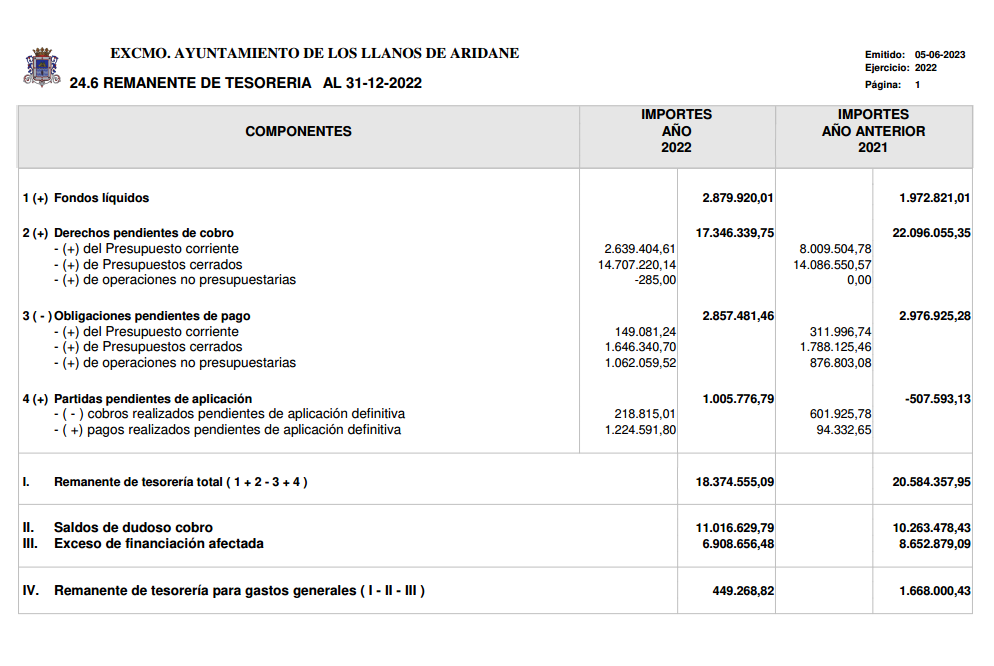 EXCMO. AYUNTAMIENTO DE LOS LLANOS DE ARIDANE
24.6 REMANENTE DE TESORERIA AL 31-12-2022
Emitido: 05-06-2023
Ejercicio: 2022
Página: 1
COMPONENTES
IMPORTES AÑO 2022
IMPORTES AÑO ANTERIOR 2021
1 (+) Fondos líquidos 2.879.920,01 1.972.821,01
2 (+) Derechos pendientes de cobro 17.346.339,75 22.096.055,35
- (+) del Presupuesto corriente 2.639.404,61 8.009.504,78
- (+) de Presupuestos cerrados 14.707.220,14 14.086.550,57
- (+) de operaciones no presupuestarias -285,00 0,00
3 ( - ) Obligaciones pendientes de pago 2.857.481,46 2.976.925,28
- (+) del Presupuesto corriente 149.081,24 311.996,74
- (+) de Presupuestos cerrados 1.646.340,70 1.788.125,46
- (+) de operaciones no presupuestarias 1.062.059,52 876.803,08
4 (+) Partidas pendientes de aplicación 1.005.776,79 -507.593,13
- ( - ) cobros realizados pendientes de aplicación definitiva 218.815,01 601.925,78
- ( +) pagos realizados pendientes de aplicación definitiva 1.224.591,80 94.332,65
I. Remanente de tesorería total ( 1 + 2 - 3 + 4 ) 18.374.555,09 20.584.357,95
II. Saldos de dudoso cobro 11.016.629,79 10.263.478,43
III. Exceso de financiación afectada 6.908.656,48 8.652.879,09
IV. Remanente de tesorería para gastos generales ( I - II - III ) 449.268,82 1.668.000,43